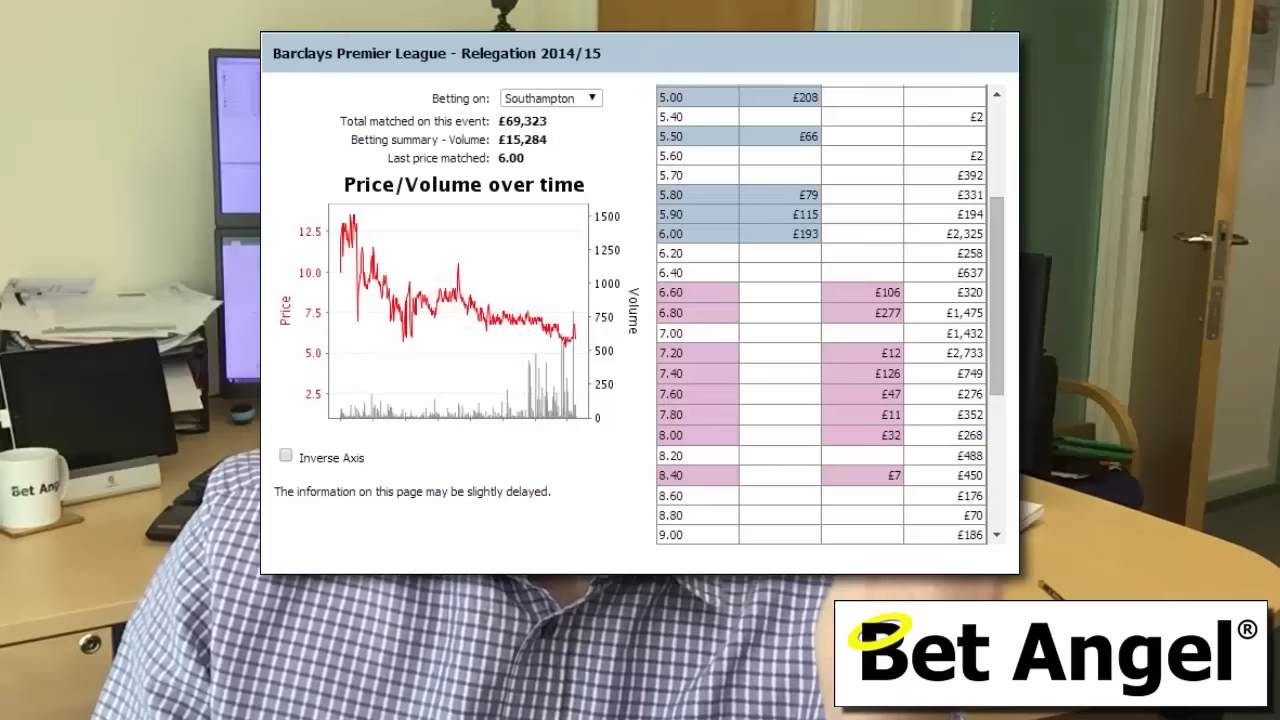 Barclays Premier League - Relegation 2014/15
Betting on: Southampton ▼
Total matched on this event: £69,323
Betting summary - Volume: £15,284
Last price matched: 6.00
Price/Volume over time
Price
12.5
10.0
7.5
5.0
2.5
1500
1250
1000
750
500
250
0
Volume
Inverse Axis
The information on this page may be slightly delayed.
5.00 £208
5.40 £2
5.50 £66
5.60 £2
5.70 £392
5.80 £79 £331
5.90 £115 £194
6.00 £193 £2,325
6.20 £258
6.40 £637
6.60 £106 £320
6.80 £277 £1,475
7.00 £1,432
7.20 £12 £2,733
7.40 £126 £749
7.60 £47 £276
7.80 £11 £352
8.00 £32 £268
8.20 £488
8.40 £7 £450
8.60 £176
8.80 £70
9.00 £186
Bet Ang
Bet Angel®